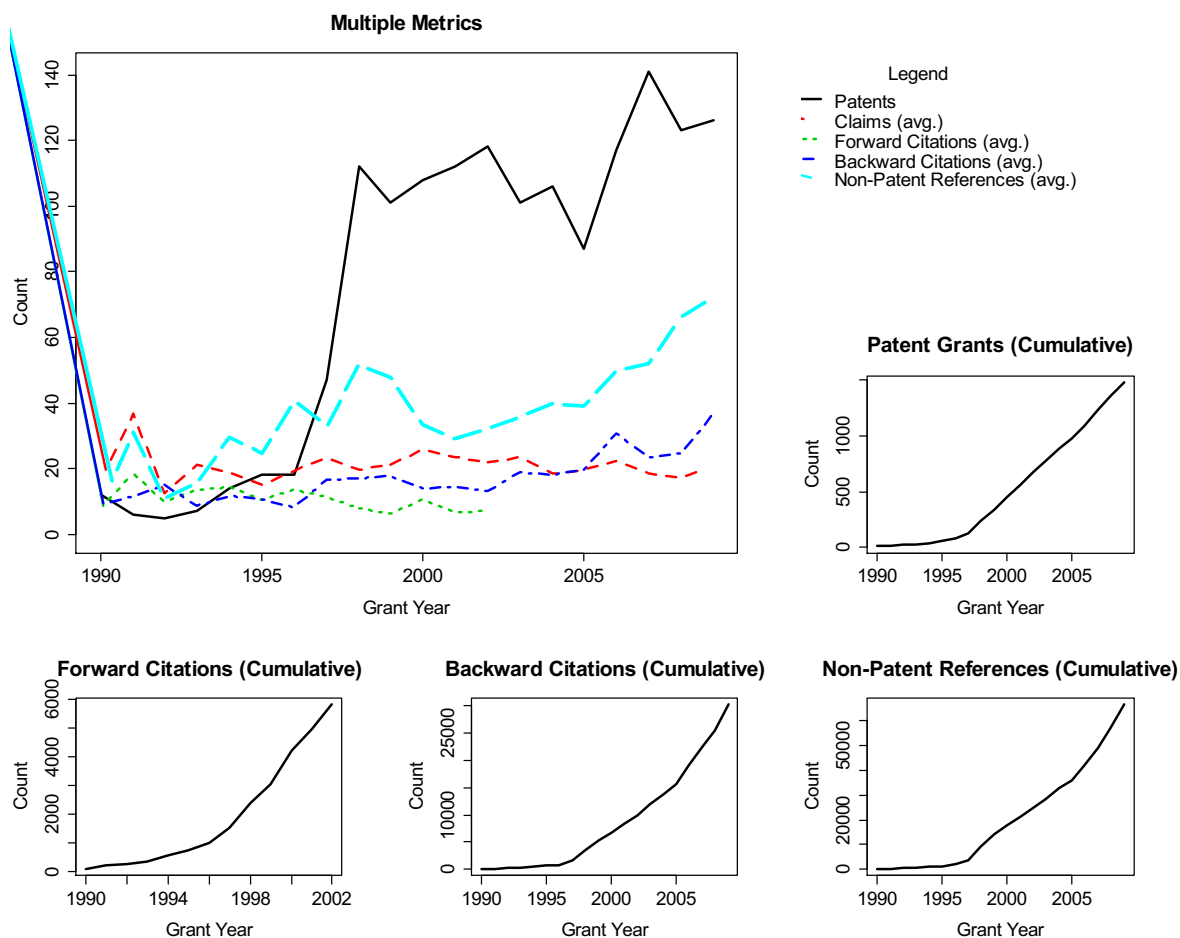 Multiple Metrics
140
120
100
80
60
40
20
0
Count
1990 1995 2000 2005
Grant Year
Legend
Patents
Claims (avg.)
Forward Citations (avg.)
Backward Citations (avg.)
Non-Patent References (avg.)
Patent Grants (Cumulative)
1000
500
0
Count
1990 1995 2000 2005
Grant Year
Forward Citations (Cumulative)
6000
4000
2000
0
Count
1990 1994 1998 2002
Grant Year
Backward Citations (Cumulative)
25000
10000
0
Count
1990 1995 2000 2005
Grant Year
Non-Patent References (Cumulative)
50000
20000
0
Count
1990 1995 2000 2005
Grant Year